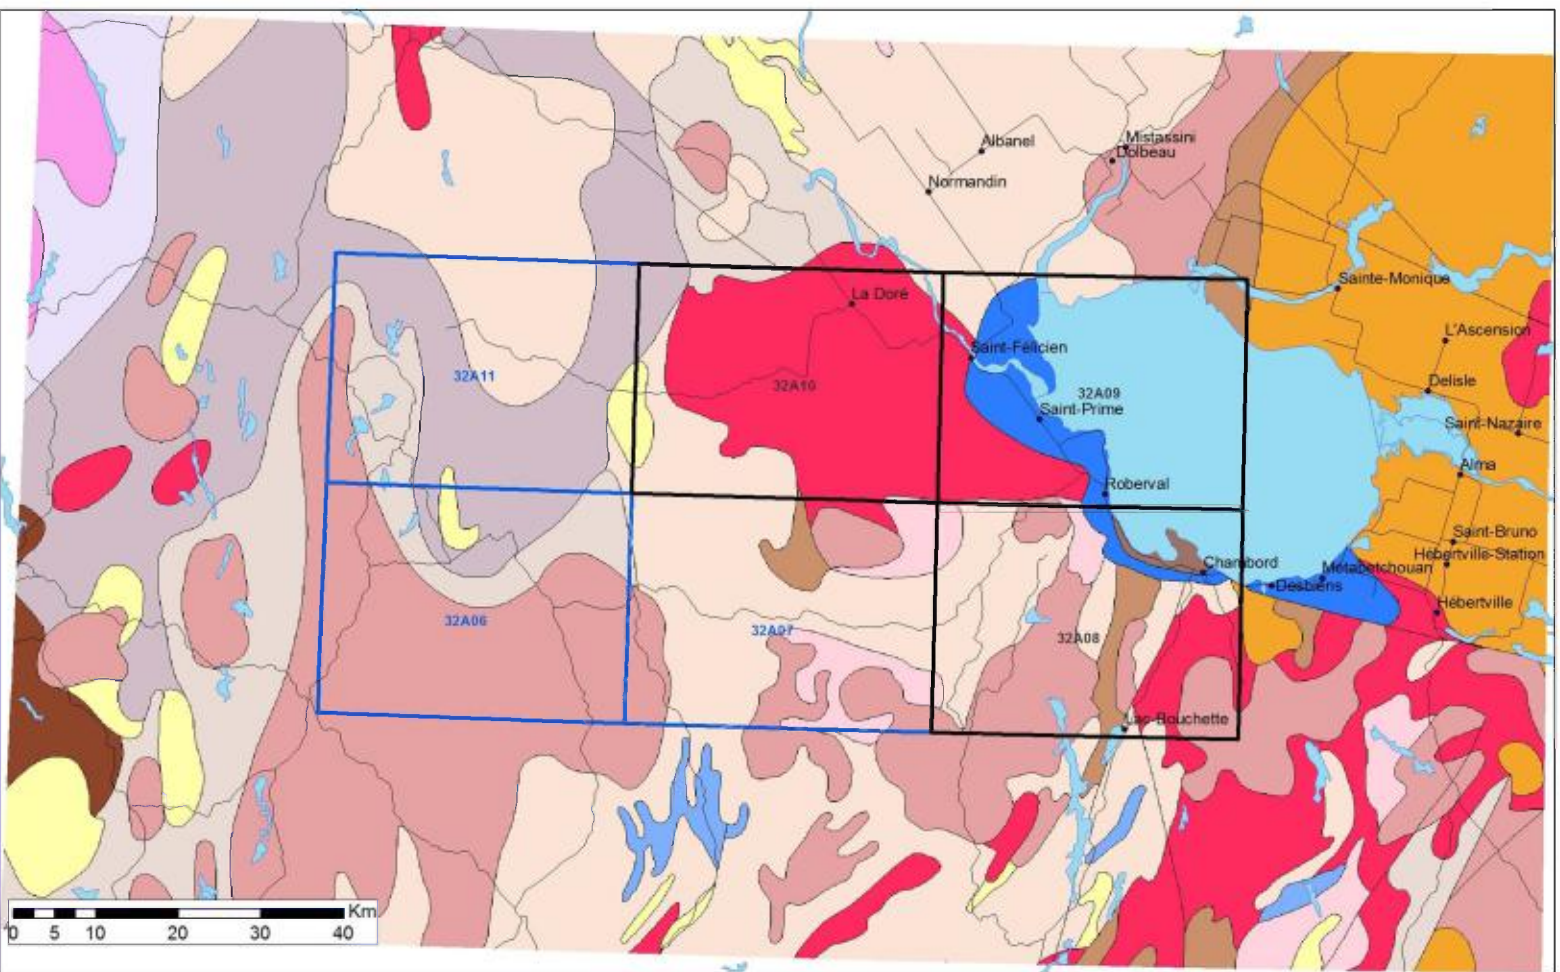 Albanel
Mistassini
Dolbeau
Normandin
Sainte-Monique
La Doré
L'Ascension
Saint-Félicien
32A11
32A10
32A09
Delisle
Saint-Prime
Saint-Nazaire
Alma
Roberval
Saint-Bruno
Hébertville-Station
Chambord
Métabetchouan
Desbiens
Hébertville
32A06
32A07
32A08
Lac-Bouchette
Km
0 5 10 20 30 40